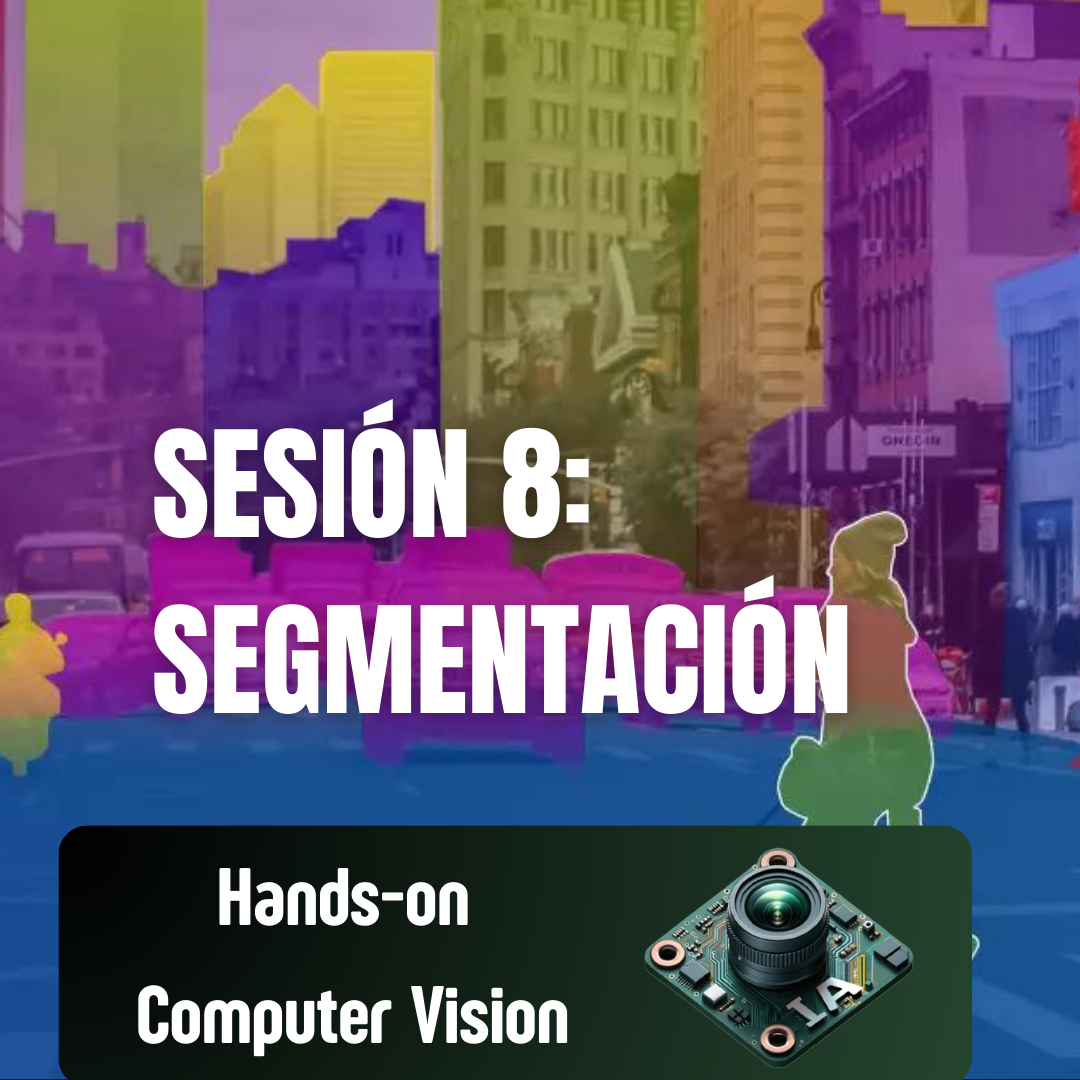 ONEGIN
SESIÓN 8:
SEGMENTACIÓN
Hands-on
Computer Vision
IA